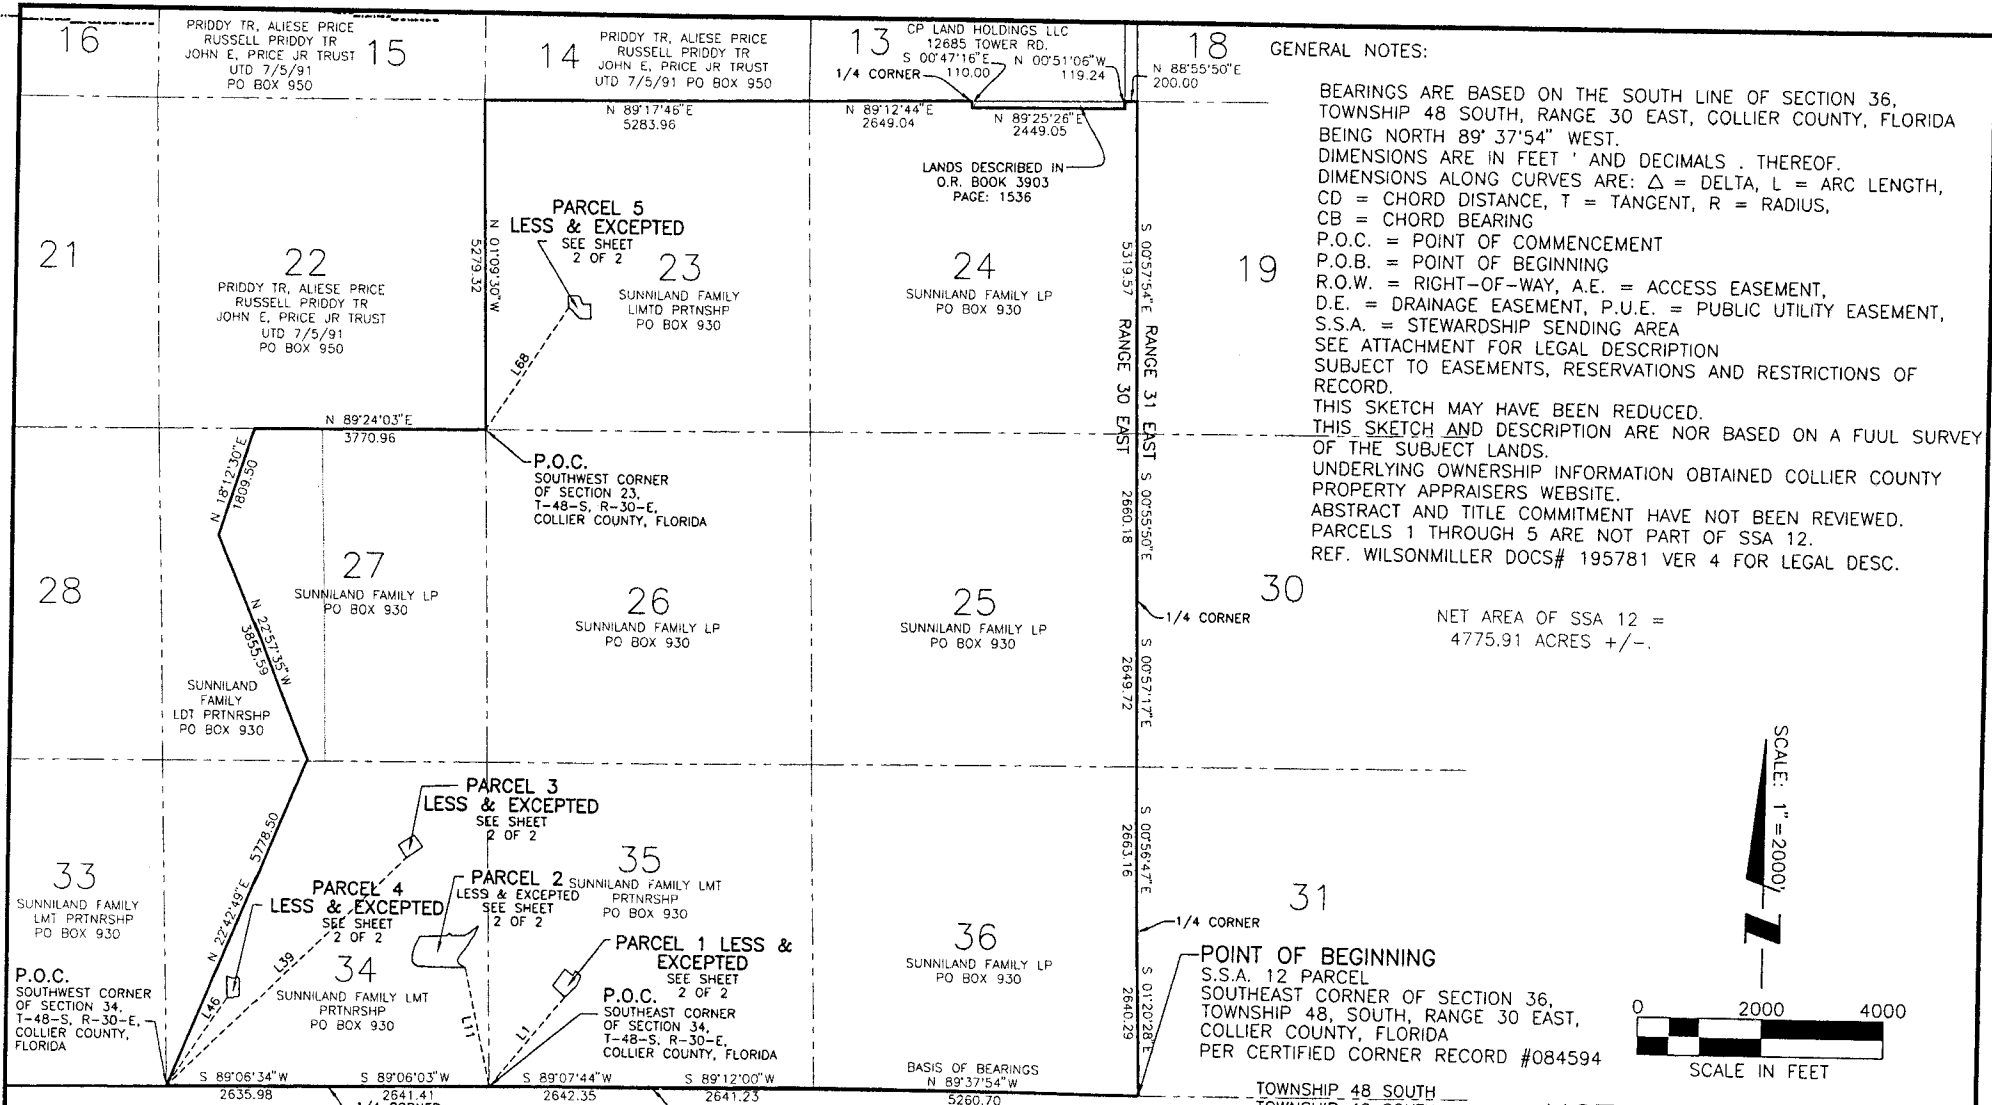 16
PRIDDY TR, ALIESE PRICE
RUSSELL PRIDDY TR
JOHN E, PRICE JR TRUST
UTD 7/5/91
PO BOX 950
15
14
PRIDDY TR, ALIESE PRICE
RUSSELL PRIDDY TR
JOHN E, PRICE JR TRUST
UTD 7/5/91 PO BOX 950
13
CP LAND HOLDINGS LLC
12685 TOWER RD.
S 00°47'16"E
110.00
N 00°51'06"W
119.24
1/4 CORNER
18
N 88°55'50"E
200.00
N 89°17'46"E
5283.96
N 89°12'44"E
2649.04
N 89°25'26"E
2449.05
LANDS DESCRIBED IN
O.R. BOOK 3903
PAGE: 1536
21
22
PRIDDY TR, ALIESE PRICE
RUSSELL PRIDDY TR
JOHN E, PRICE JR TRUST
UTD 7/5/91
PO BOX 950
N 01°09'30"W
5279.32
PARCEL 5
LESS & EXCEPTED
SEE SHEET
2 OF 2
23
SUNNILAND FAMILY
LIMTD PRTNSHP
PO BOX 930
L68
24
SUNNILAND FAMILY LP
PO BOX 930
S 00°57'54"E
5319.57
RANGE 31 EAST
RANGE 30 EAST
19
N 89°24'03"E
3770.96
P.O.C.
SOUTHWEST CORNER
OF SECTION 23,
T-48-S, R-30-E,
COLLIER COUNTY, FLORIDA
N 18°12'30"E
1809.50
28
27
SUNNILAND FAMILY LP
PO BOX 930
N 22°57'35"W
3855.59
SUNNILAND
FAMILY
LDT PRTNRSHP
PO BOX 930
26
SUNNILAND FAMILY LP
PO BOX 930
25
SUNNILAND FAMILY LP
PO BOX 930
S 00°55'50"E
2660.18
30
1/4 CORNER
S 00°57'17"E
2649.72
33
SUNNILAND FAMILY
LMT PRTNRSHP
PO BOX 930
N 22°42'49"E 5778.50
PARCEL 3
LESS & EXCEPTED
SEE SHEET
2 OF 2
PARCEL 4
LESS & EXCEPTED
SEE SHEET
2 OF 2
PARCEL 2
LESS & EXCEPTED
SEE SHEET
2 OF 2
35
SUNNILAND FAMILY LMT
PRTNRSHP
PO BOX 930
PARCEL 1 LESS &
EXCEPTED
SEE SHEET
2 OF 2
P.O.C.
SOUTHEAST CORNER
OF SECTION 34,
T-48-S, R-30-E,
COLLIER COUNTY, FLORIDA
L39
L46
L11
L1
34
SUNNILAND FAMILY LMT
PRTNRSHP
PO BOX 930
P.O.C.
SOUTHWEST CORNER
OF SECTION 34,
T-48-S, R-30-E,
COLLIER COUNTY,
FLORIDA
36
SUNNILAND FAMILY LP
PO BOX 930
S 00°56'47"E
2663.16
31
1/4 CORNER
S 01°20'28"E
2640.29
POINT OF BEGINNING
S.S.A. 12 PARCEL
SOUTHEAST CORNER OF SECTION 36,
TOWNSHIP 48, SOUTH, RANGE 30 EAST,
COLLIER COUNTY, FLORIDA
PER CERTIFIED CORNER RECORD #084594
S 89°06'34"W
2635.98
S 89°06'03"W
2641.41
S 89°07'44"W
2642.35
S 89°12'00"W
2641.23
BASIS OF BEARINGS
N 89°37'54"W
5260.70
1/4 CORNER
TOWNSHIP 48 SOUTH
GENERAL NOTES:
BEARINGS ARE BASED ON THE SOUTH LINE OF SECTION 36,
TOWNSHIP 48 SOUTH, RANGE 30 EAST, COLLIER COUNTY, FLORIDA
BEING NORTH 89° 37'54" WEST.
DIMENSIONS ARE IN FEET ' AND DECIMALS . THEREOF.
DIMENSIONS ALONG CURVES ARE: Δ = DELTA, L = ARC LENGTH,
CD = CHORD DISTANCE, T = TANGENT, R = RADIUS,
CB = CHORD BEARING
P.O.C. = POINT OF COMMENCEMENT
P.O.B. = POINT OF BEGINNING
R.O.W. = RIGHT-OF-WAY, A.E. = ACCESS EASEMENT,
D.E. = DRAINAGE EASEMENT, P.U.E. = PUBLIC UTILITY EASEMENT,
S.S.A. = STEWARDSHIP SENDING AREA
SEE ATTACHMENT FOR LEGAL DESCRIPTION
SUBJECT TO EASEMENTS, RESERVATIONS AND RESTRICTIONS OF
RECORD.
THIS SKETCH MAY HAVE BEEN REDUCED.
THIS SKETCH AND DESCRIPTION ARE NOR BASED ON A FUUL SURVEY
OF THE SUBJECT LANDS.
UNDERLYING OWNERSHIP INFORMATION OBTAINED COLLIER COUNTY
PROPERTY APPRAISERS WEBSITE.
ABSTRACT AND TITLE COMMITMENT HAVE NOT BEEN REVIEWED.
PARCELS 1 THROUGH 5 ARE NOT PART OF SSA 12.
REF. WILSONMILLER DOCS# 195781 VER 4 FOR LEGAL DESC.
NET AREA OF SSA 12 =
4775.91 ACRES +/-.
SCALE: 1"=2000'
N
0 2000 4000
SCALE IN FEET